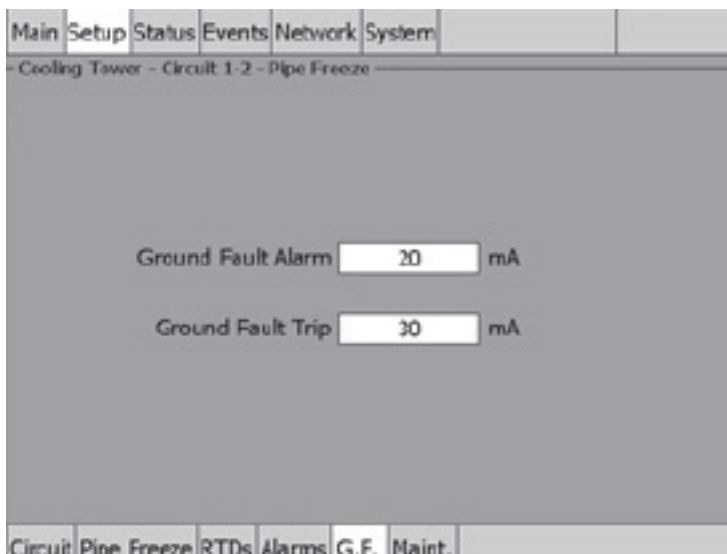 Main Setup Status Events Network System
Cooling Tower - Circuit 1-2 - Pipe Freeze
Ground Fault Alarm 20 mA
Ground Fault Trip 30 mA
Circuit Pipe Freeze RTDs Alarms G.F. Maint.